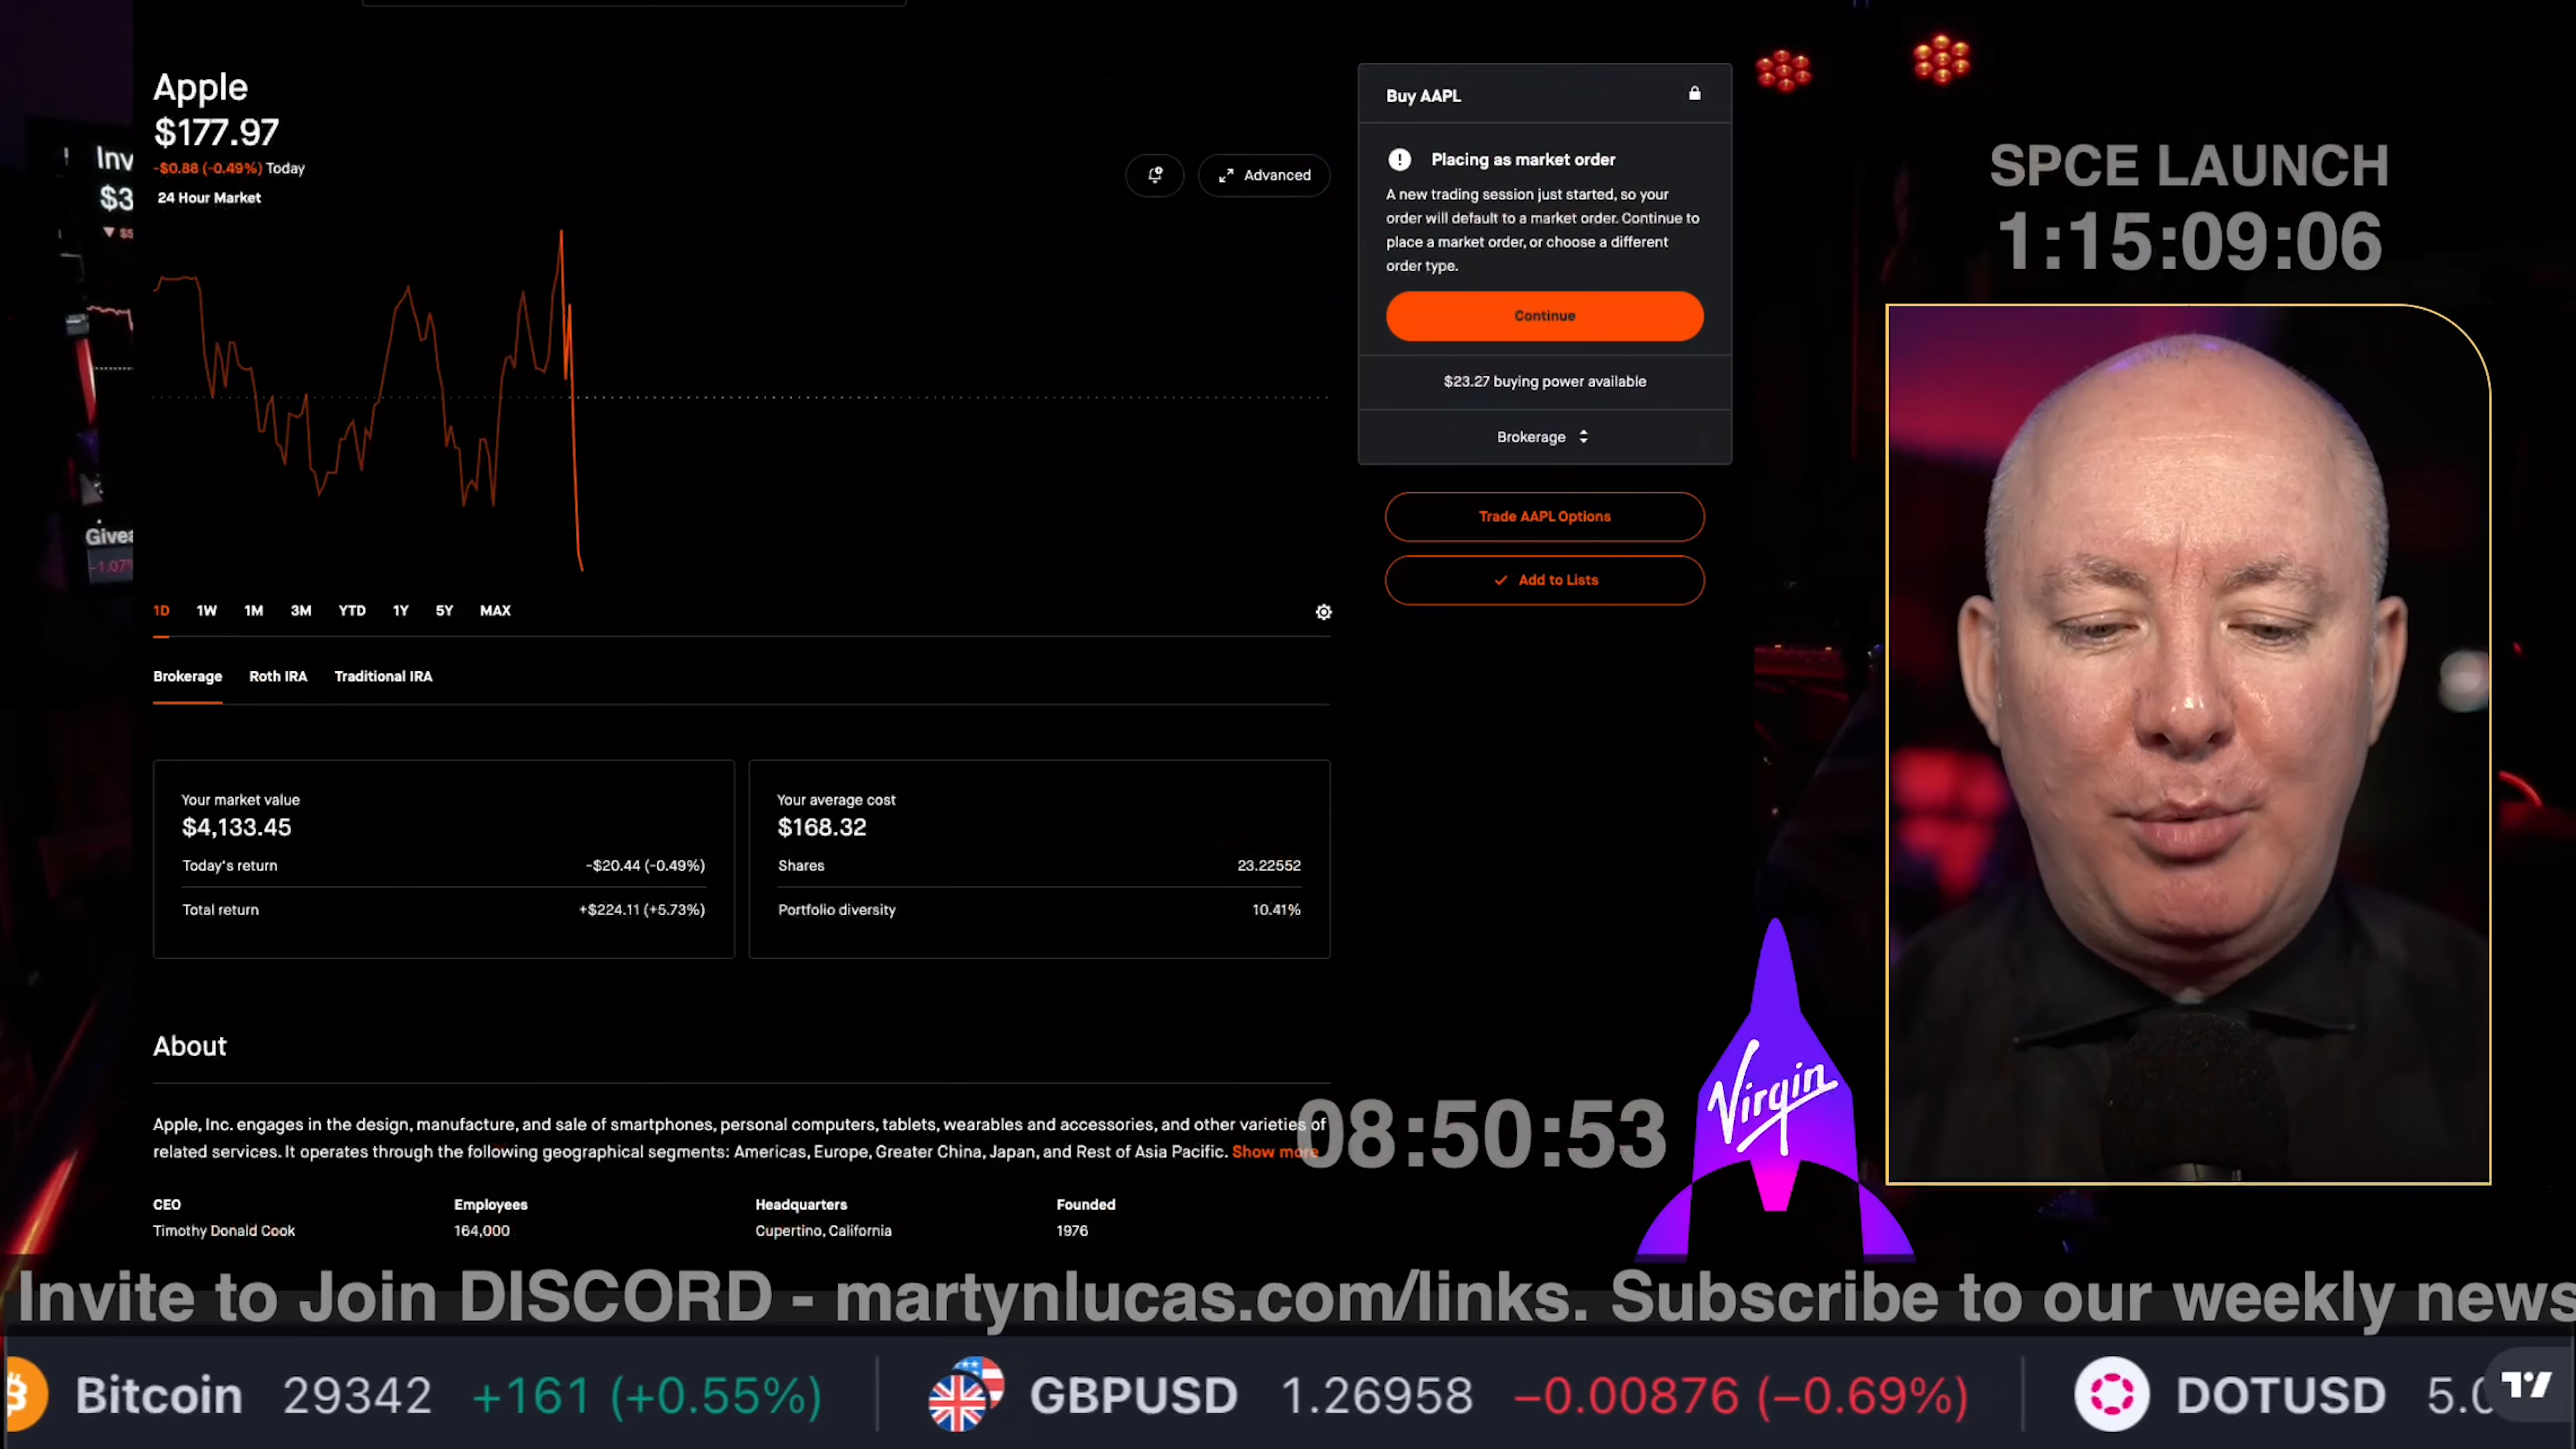 Inv
$3
Givea
-1.07%
Apple
$177.97
-$0.88 (-0.49%) Today
24 Hour Market
Advanced
1D 1W 1M 3M YTD 1Y 5Y MAX
Brokerage Roth IRA Traditional IRA
Your market value
$4,133.45
Today's return -$20.44 (-0.49%)
Total return +$224.11 (+5.73%)
Your average cost
$168.32
Shares 23.22552
Portfolio diversity 10.41%
About
Apple, Inc. engages in the design, manufacture, and sale of smartphones, personal computers, tablets, wearables and accessories, and other varieties of
related services. It operates through the following geographical segments: Americas, Europe, Greater China, Japan, and Rest of Asia Pacific. Show more
CEO Employees Headquarters Founded
Timothy Donald Cook 164,000 Cupertino, California 1976
Buy AAPL
Placing as market order
A new trading session just started, so your
order will default to a market order. Continue to
place a market order, or choose a different
order type.
Continue
$23.27 buying power available
Brokerage
Trade AAPL Options
Add to Lists
SPCE LAUNCH
1:15:09:06
08:50:53
Virgin
Invite to Join DISCORD - martynlucas.com/links. Subscribe to our weekly news
Bitcoin 29342 +161 (+0.55%) GBPUSD 1.26958 −0.00876 (−0.69%) DOTUSD 5.0